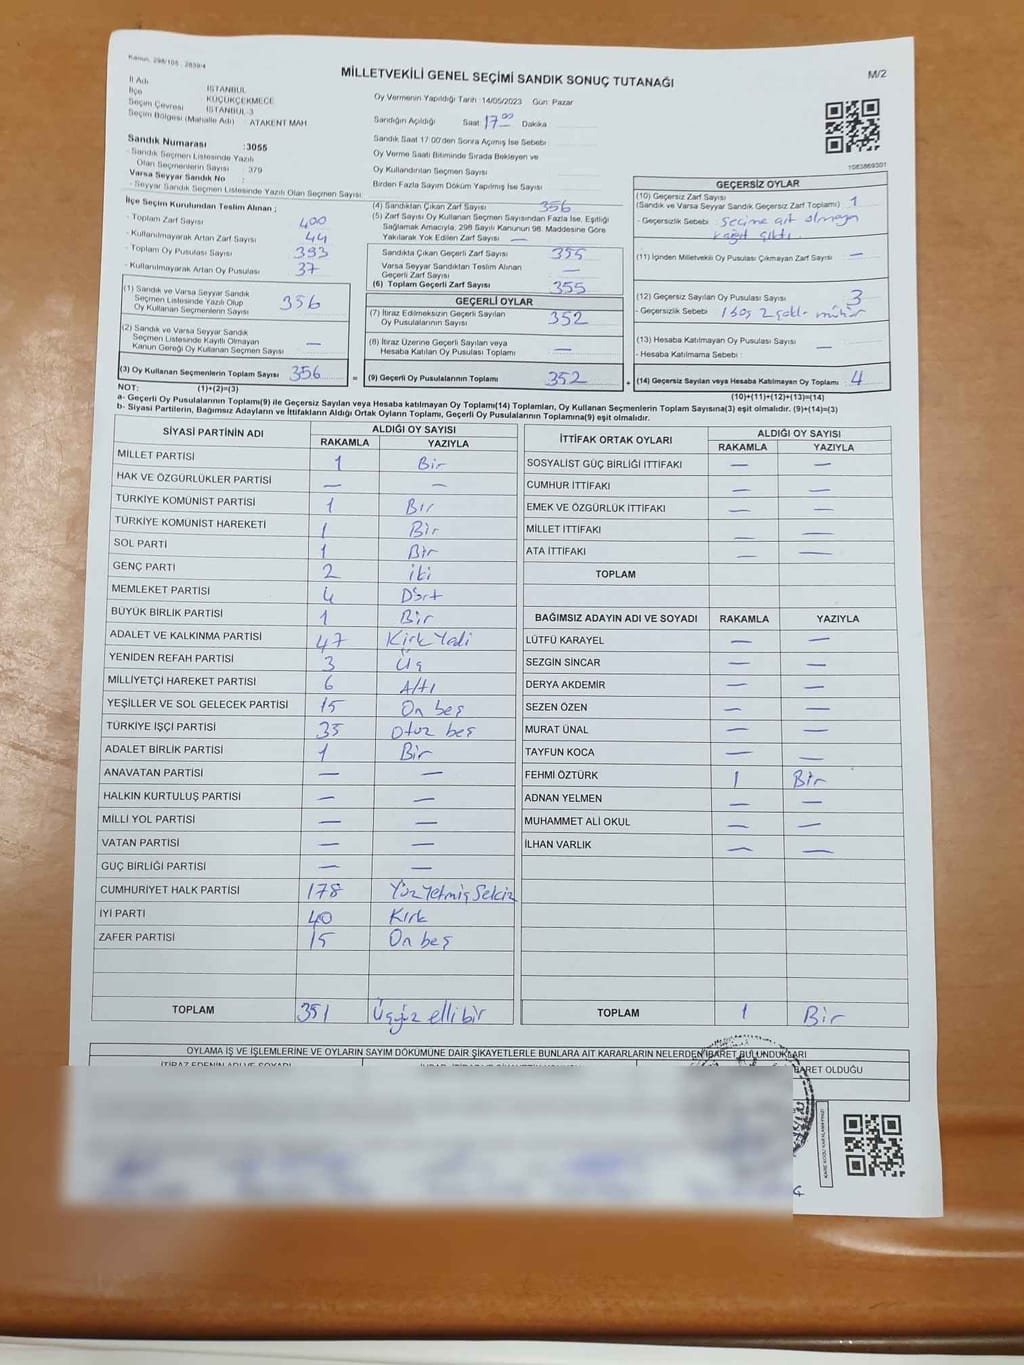 Kanun, 298/105 ; 2839/4
MİLLETVEKİLİ GENEL SEÇİMİ SANDIK SONUÇ TUTANAĞI
M/2
İl Adı İSTANBUL
İlçe KÜÇÜKÇEKMECE
Seçim Çevresi İSTANBUL 3
Seçim Bölgesi (Mahalle Adı) ATAKENT MAH
Oy Vermenin Yapıldığı Tarih :14/05/2023 Gün: Pazar
Sandığın Açıldığı Saat 17 00 Dakika
Sandık Saat 17:00'den Sonra Açılmış İse Sebebi
Oy Verme Saati Bitiminde Sırada Bekleyen ve
Oy Kullandırılan Seçmen Sayısı
Birden Fazla Sayım Döküm Yapılmış İse Sayısı
1083869301
Sandık Numarası :3055
- Sandık Seçmen Listesinde Yazılı
Olan Seçmenlerin Sayısı : 379
Varsa Seyyar Sandık No :
- Seyyar Sandık Seçmen Listesinde Yazılı Olan Seçmen Sayısı:
İlçe Seçim Kurulundan Teslim Alınan ;
- Toplam Zarf Sayısı 400
- Kullanılmayarak Artan Zarf Sayısı 44
- Toplam Oy Pusulası Sayısı 393
- Kullanılmayarak Artan Oy Pusulası 37
(1) Sandık ve Varsa Seyyar Sandık
Seçmen Listesinde Yazılı Olup
Oy Kullanan Seçmenlerin Sayısı 356
(2) Sandık ve Varsa Seyyar Sandık
Seçmen Listesinde Kayıtlı Olmayan
Kanun Gereği Oy Kullanan Seçmen Sayısı —
(3) Oy Kullanan Seçmenlerin Toplam Sayısı 356
(4) Sandıktan Çıkan Zarf Sayısı 356
(5) Zarf Sayısı Oy Kullanan Seçmen Sayısından Fazla İse, Eşitliği
Sağlamak Amacıyla; 298 Sayılı Kanunun 98. Maddesine Göre
Yakılarak Yok Edilen Zarf Sayısı —
Sandıkta Çıkan Geçerli Zarf Sayısı 355
Varsa Seyyar Sandıktan Teslim Alınan
Geçerli Zarf Sayısı —
(6) Toplam Geçerli Zarf Sayısı 355
GEÇERLİ OYLAR
(7) İtiraz Edilmeksizin Geçerli Sayılan
Oy Pusulalarının Sayısı 352
(8) İtiraz Üzerine Geçerli Sayılan veya
Hesaba Katılan Oy Pusulası Toplamı —
= (9) Geçerli Oy Pusulalarının Toplamı 352 +
GEÇERSİZ OYLAR
(10) Geçersiz Zarf Sayısı
(Sandık ve Varsa Seyyar Sandık Geçersiz Zarf Toplamı) 1
- Geçersizlik Sebebi seçime ait olmayan
kağıt çıktı
(11) İçinden Milletvekili Oy Pusulası Çıkmayan Zarf Sayısı —
(12) Geçersiz Sayılan Oy Pusulası Sayısı 3
- Geçersizlik Sebebi 1 boş 2 mühür
(13) Hesaba Katılmayan Oy Pusulası Sayısı —
- Hesaba Katılmama Sebebi :
(14) Geçersiz Sayılan veya Hesaba Katılmayan Oy Toplamı 4
NOT: (1)+(2)=(3) (10)+(11)+(12)+(13)=(14)
a- Geçerli Oy Pusulalarının Toplamı(9) ile Geçersiz Sayılan veya Hesaba katılmayan Oy Toplamı(14) Toplamları, Oy Kullanan Seçmenlerin Toplam Sayısına(3) eşit olmalıdır. (9)+(14)=(3)
b- Siyasi Partilerin, Bağımsız Adayların ve İttifakların Aldığı Ortak Oyların Toplamı, Geçerli Oy Pusulalarının Toplamına(9) eşit olmalıdır.
SİYASİ PARTİNİN ADI ALDIĞI OY SAYISI
RAKAMLA YAZIYLA
MİLLET PARTİSİ 1 Bir
HAK VE ÖZGÜRLÜKLER PARTİSİ — —
TÜRKİYE KOMÜNİST PARTİSİ 1 Bir
TÜRKİYE KOMÜNİST HAREKETİ 1 Bir
SOL PARTİ 1 Bir
GENÇ PARTİ 2 iki
MEMLEKET PARTİSİ 4 Dört
BÜYÜK BİRLİK PARTİSİ 1 Bir
ADALET VE KALKINMA PARTİSİ 47 Kırk Yedi
YENİDEN REFAH PARTİSİ 3 Üç
MİLLİYETÇİ HAREKET PARTİSİ 6 Altı
YEŞİLLER VE SOL GELECEK PARTİSİ 15 On beş
TÜRKİYE İŞÇİ PARTİSİ 35 Otuz beş
ADALET BİRLİK PARTİSİ 1 Bir
ANAVATAN PARTİSİ — —
HALKIN KURTULUŞ PARTİSİ — —
MİLLİ YOL PARTİSİ — —
VATAN PARTİSİ — —
GÜÇ BİRLİĞİ PARTİSİ — —
CUMHURİYET HALK PARTİSİ 178 Yüz Yetmiş Sekiz
İYİ PARTİ 40 Kırk
ZAFER PARTİSİ 15 On beş
TOPLAM 351 Üçyüz elli bir
İTTİFAK ORTAK OYLARI ALDIĞI OY SAYISI
RAKAMLA YAZIYLA
SOSYALİST GÜÇ BİRLİĞİ İTTİFAKI — —
CUMHUR İTTİFAKI — —
EMEK VE ÖZGÜRLÜK İTTİFAKI — —
MİLLET İTTİFAKI — —
ATA İTTİFAKI — —
TOPLAM
BAĞIMSIZ ADAYIN ADI VE SOYADI RAKAMLA YAZIYLA
LÜTFÜ KARAYEL — —
SEZGİN SİNCAR — —
DERYA AKDEMİR — —
SEZEN ÖZEN — —
MURAT ÜNAL — —
TAYFUN KOCA — —
FEHMİ ÖZTÜRK 1 Bir
ADNAN YELMEN — —
MUHAMMET ALİ OKUL — —
İLHAN VARLIK — —
TOPLAM 1 Bir
OYLAMA İŞ VE İŞLEMLERİNE VE OYLARIN SAYIM DÖKÜMÜNE DAİR ŞİKAYETLERLE BUNLARA AİT KARARLARIN NELERDEN İBARET BULUNDUKLARI
İTİRAZ EDENİN ADI VE SOYADI
İBARET OLDUĞU